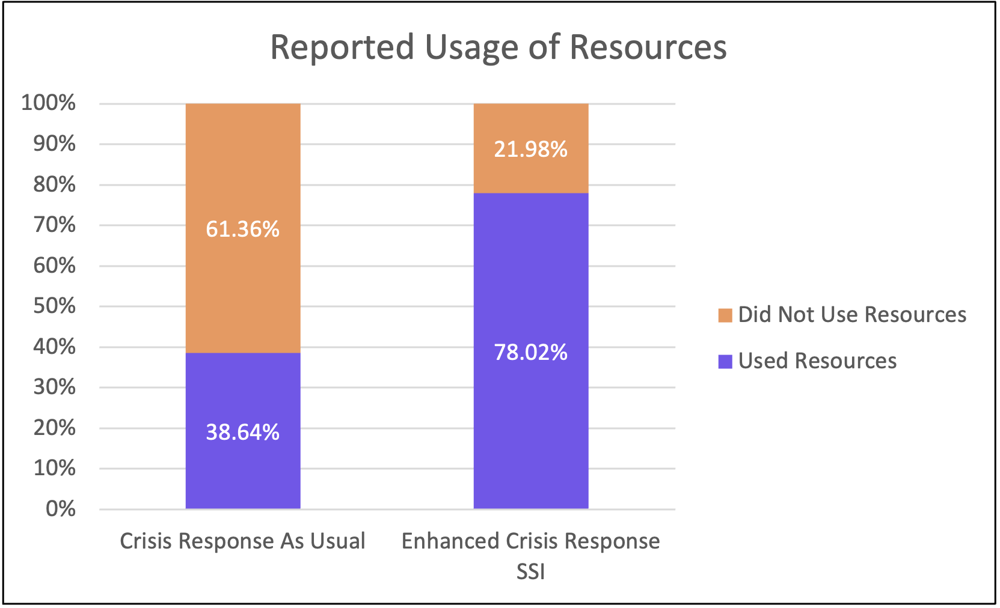 Reported Usage of Resources
100%
90%
80%
70%
60%
50%
40%
30%
20%
10%
0%
61.36%
38.64%
21.98%
78.02%
Crisis Response As Usual
Enhanced Crisis Response
SSI
Did Not Use Resources
Used Resources